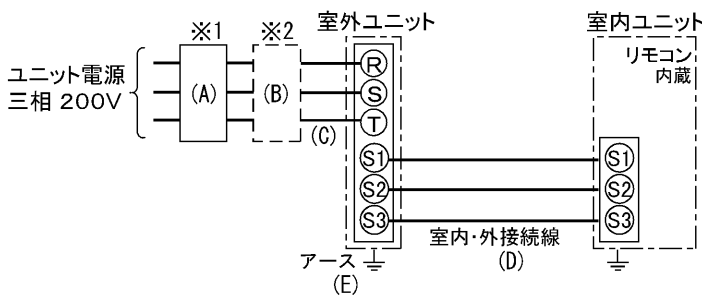 ※1
※2
室外ユニット
室内ユニット
ユニット電源
三相 200V
(A)
(B)
(C)
R
S
T
S1
S2
S3
リモコン
内蔵
S1
S2
S3
室内・外接続線
(D)
アース
(E)